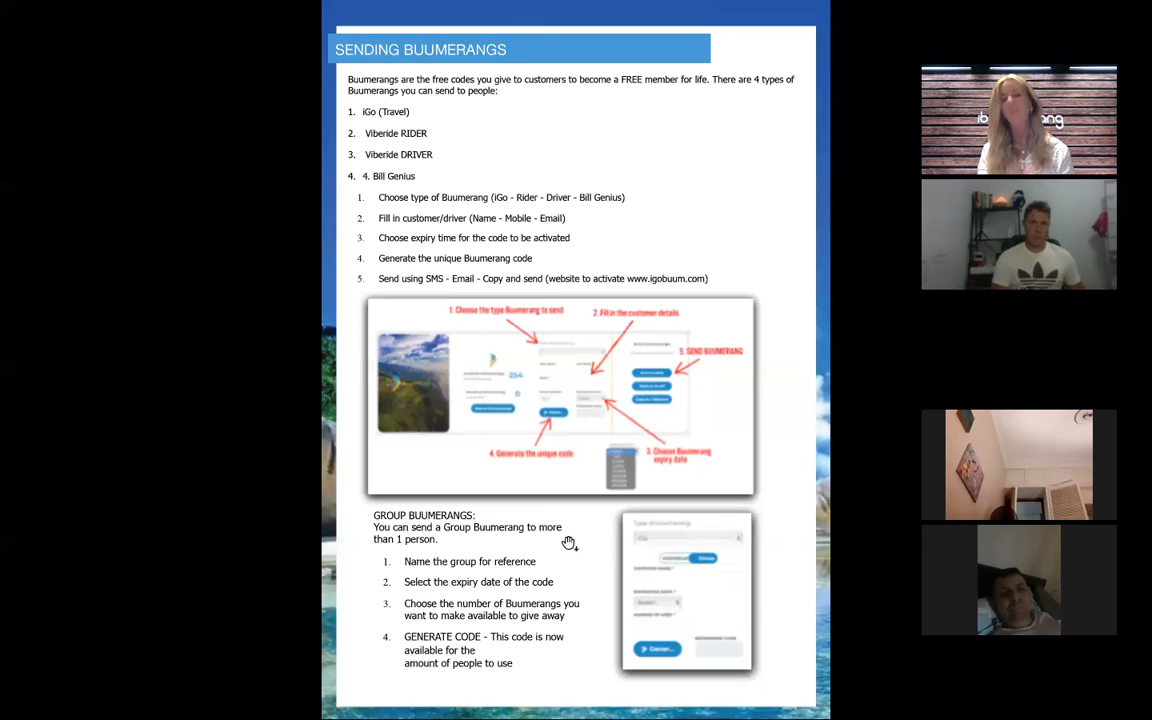 SENDING BUUMERANGS
Buumerangs are the free codes you give to customers to become a FREE member for life. There are 4 types of
Buumerangs you can send to people:
1. iGo (Travel)
2. Viberide RIDER
3. Viberide DRIVER
4. 4. Bill Genius
1. Choose type of Buumerang (iGo - Rider - Driver - Bill Genius)
2. Fill in customer/driver (Name - Mobile - Email)
3. Choose expiry time for the code to be activated
4. Generate the unique Buumerang code
5. Send using SMS - Email - Copy and send (website to activate www.igobuum.com)
1. Choose the type Buumerang to send
2. Fill in the customer details
5. SEND BUUMERANG
254
4. Generate the unique code
3. Choose Buumerang
expiry date
GROUP BUUMERANGS:
You can send a Group Buumerang to more
than 1 person.
1. Name the group for reference
2. Select the expiry date of the code
3. Choose the number of Buumerangs you
want to make available to give away
4. GENERATE CODE - This code is now
available for the
amount of people to use
Type of Buumerang